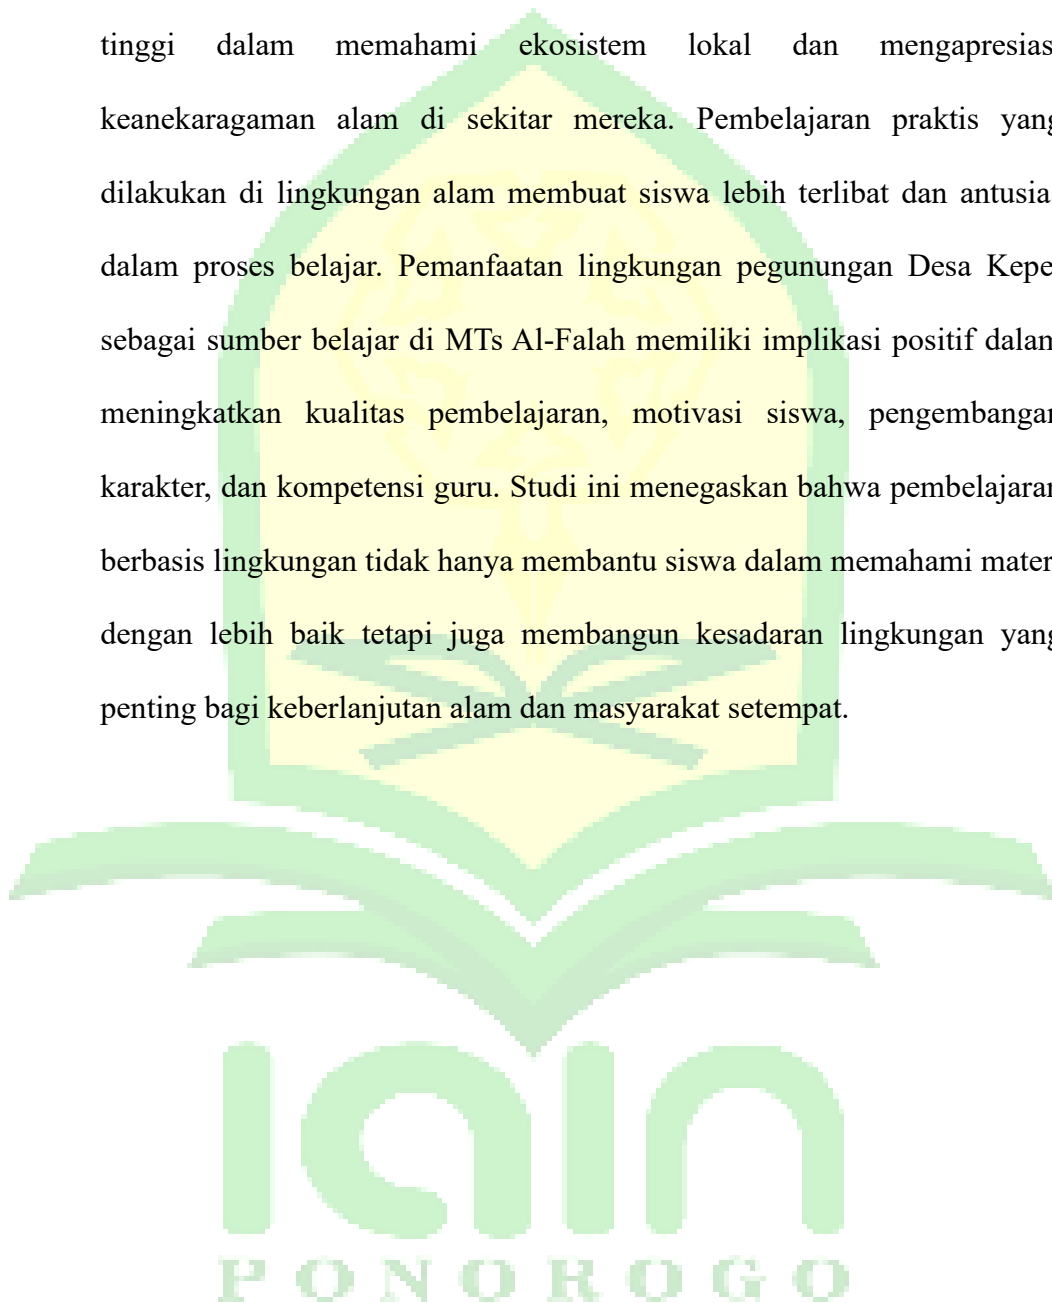 tinggi dalam memahami ekosistem lokal dan mengapresias
keanekaragaman alam di sekitar mereka. Pembelajaran praktis yang
dilakukan di lingkungan alam membuat siswa lebih terlibat dan antusia
dalam proses belajar. Pemanfaatan lingkungan pegunungan Desa Kepe
sebagai sumber belajar di MTs Al-Falah memiliki implikasi positif dalam
meningkatkan kualitas pembelajaran, motivasi siswa, pengembangan
karakter, dan kompetensi guru. Studi ini menegaskan bahwa pembelajaran
berbasis lingkungan tidak hanya membantu siswa dalam memahami mater
dengan lebih baik tetapi juga membangun kesadaran lingkungan yang
penting bagi keberlanjutan alam dan masyarakat setempat.
iain
PONOROGO